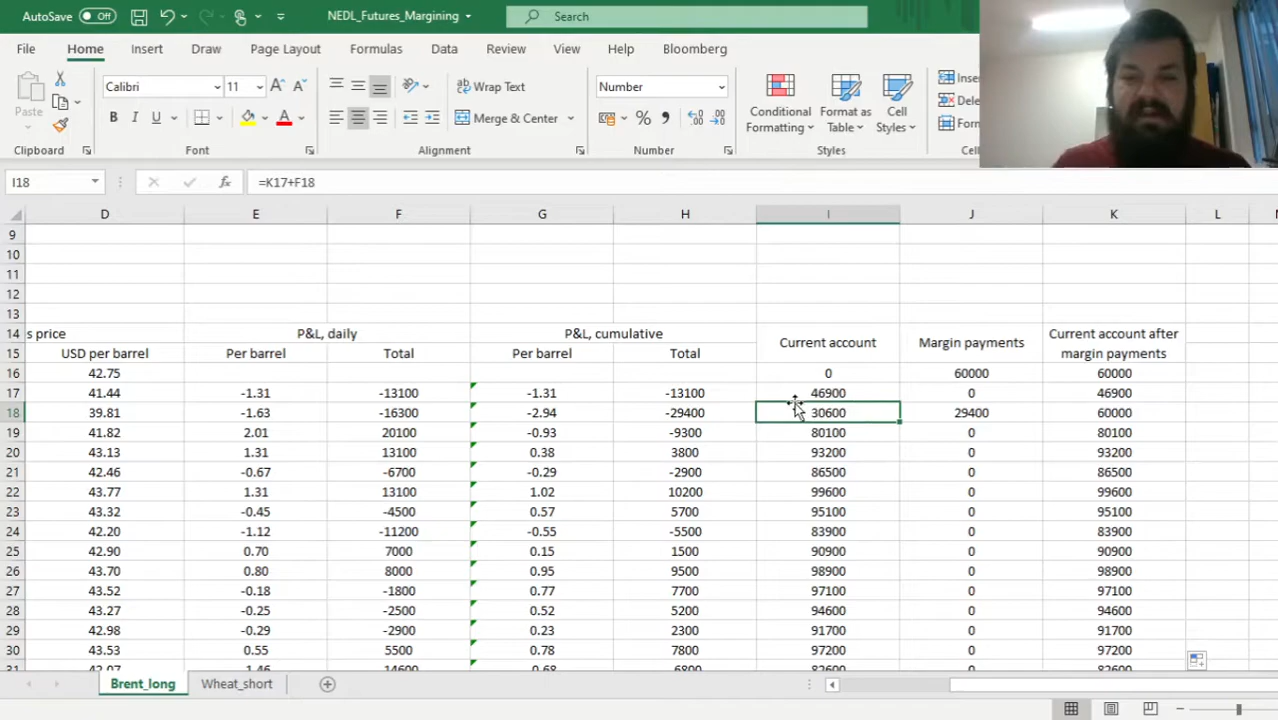 AutoSave Off NEDL_Futures_Margining Search
File Home Insert Draw Page Layout Formulas Data Review View Help Bloomberg
Paste Calibri 11 A A Wrap Text Number Conditional Formatting Format as Table Cell Styles Inse Dele Form
B I U A Merge & Center % 9
Clipboard Font Alignment Number Styles Cel
I18 fx =K17+F18
D E F G H I J K L
9
10
11
12
13
14 s price P&L, daily P&L, cumulative Current account Margin payments Current account after margin payments
15 USD per barrel Per barrel Total Per barrel Total
16 42.75 0 60000 60000
17 41.44 -1.31 -13100 -1.31 -13100 46900 0 46900
18 39.81 -1.63 -16300 -2.94 -29400 30600 29400 60000
19 41.82 2.01 20100 -0.93 -9300 80100 0 80100
20 43.13 1.31 13100 0.38 3800 93200 0 93200
21 42.46 -0.67 -6700 -0.29 -2900 86500 0 86500
22 43.77 1.31 13100 1.02 10200 99600 0 99600
23 43.32 -0.45 -4500 0.57 5700 95100 0 95100
24 42.20 -1.12 -11200 -0.55 -5500 83900 0 83900
25 42.90 0.70 7000 0.15 1500 90900 0 90900
26 43.70 0.80 8000 0.95 9500 98900 0 98900
27 43.52 -0.18 -1800 0.77 7700 97100 0 97100
28 43.27 -0.25 -2500 0.52 5200 94600 0 94600
29 42.98 -0.29 -2900 0.23 2300 91700 0 91700
30 43.53 0.55 5500 0.78 7800 97200 0 97200
Brent_long Wheat_short